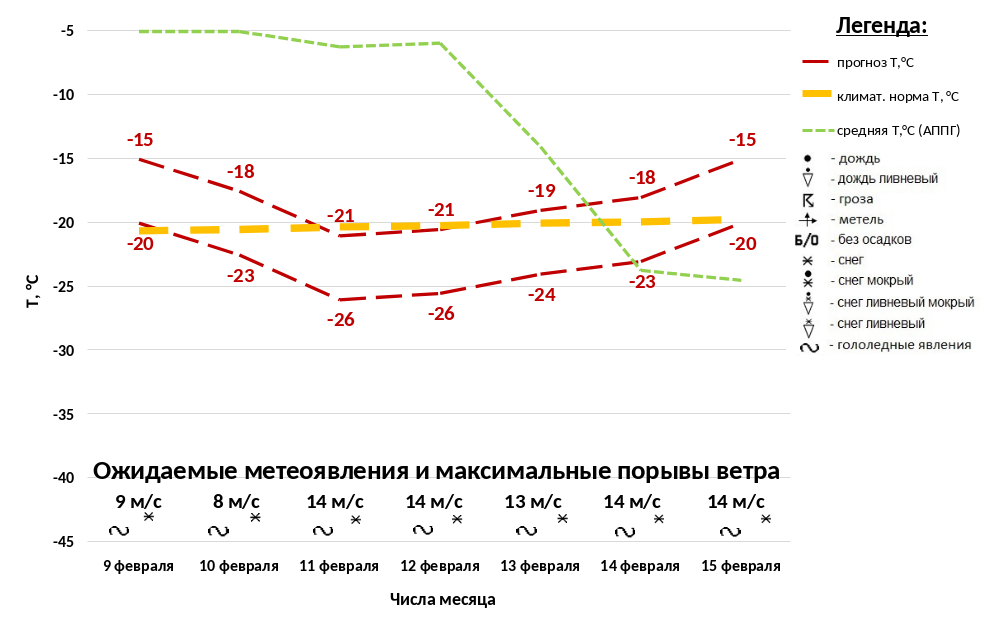 Легенда:
прогноз Т,°С
климат. норма Т, °С
средняя Т,°С (АППГ)
- дождь
- дождь ливневый
- гроза
- метель
Б/О - без осадков
- снег
- снег мокрый
- снег ливневый мокрый
- снег ливневый
- гололедные явления
Т, °С
-5
-10
-15
-20
-25
-30
-35
-40
-45
-15
-18
-21
-21
-19
-18
-15
-20
-23
-26
-26
-24
-23
-20
Ожидаемые метеоявления и максимальные порывы ветра
9 м/с 8 м/с 14 м/с 14 м/с 13 м/с 14 м/с 14 м/с
9 февраля 10 февраля 11 февраля 12 февраля 13 февраля 14 февраля 15 февраля
Числа месяца